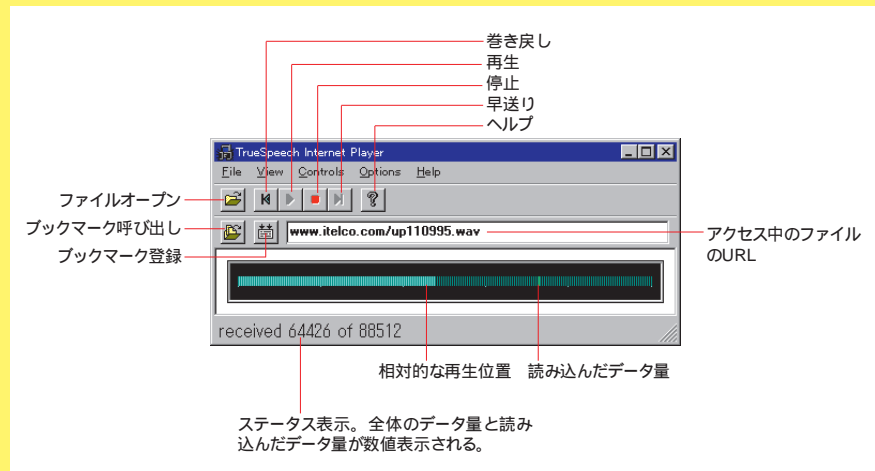 巻き戻し
再生
停止
早送り
ヘルプ
TrueSpeech Internet Player
File View Controls Options Help
ファイルオープン
ブックマーク呼び出し
ブックマーク登録
www.itelco.com/up110995.wav
アクセス中のファイル
のURL
received 64426 of 88512
相対的な再生位置 読み込んだデータ量
ステータス表示。全体のデータ量と読み
込んだデータ量が数値表示される。